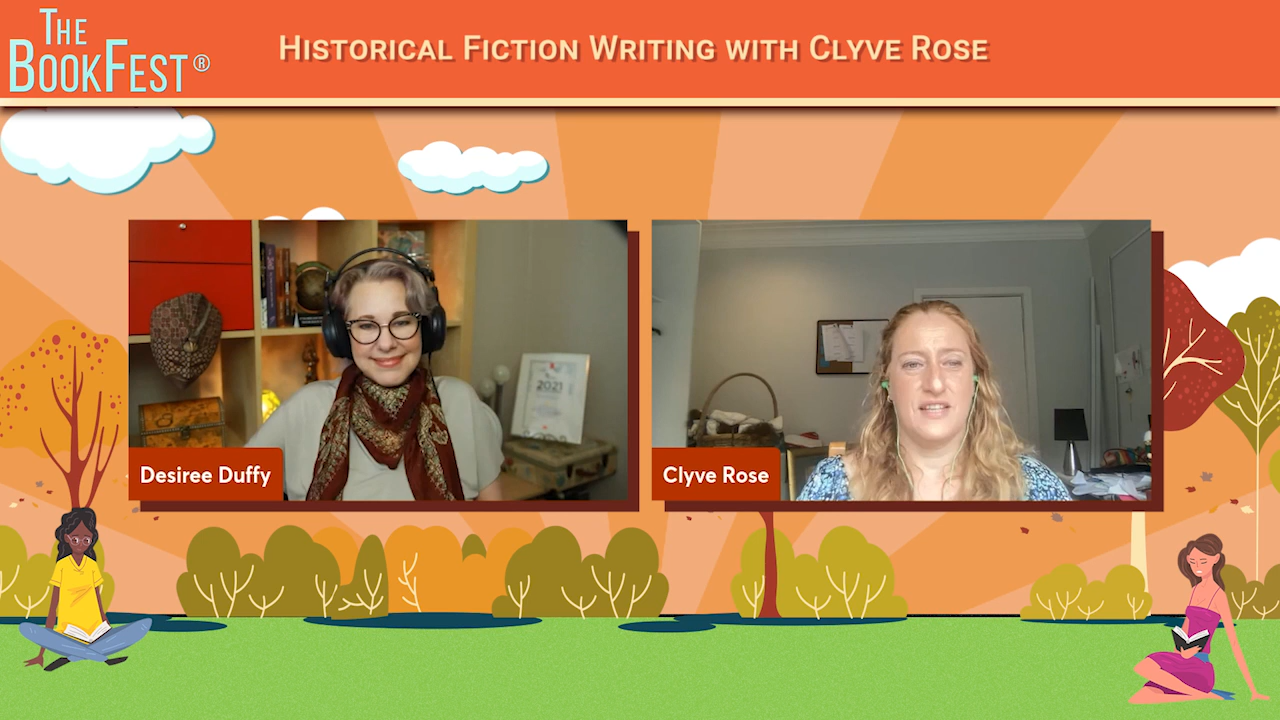 THE
BOOKFEST®
HISTORICAL FICTION WRITING WITH CLYVE ROSE
2021
Desiree Duffy
Clyve Rose